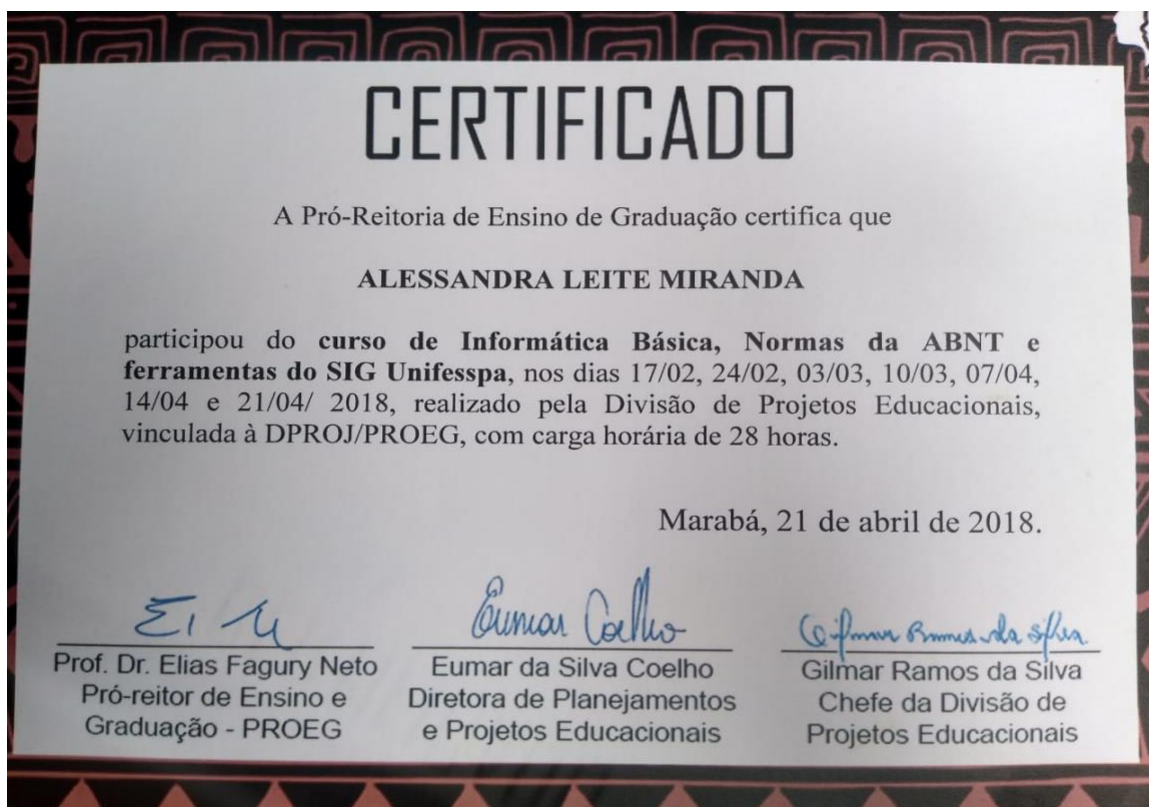 CERTIFICADO
A Pró-Reitoria de Ensino de Graduação certifica que
ALESSANDRA LEITE MIRANDA
participou do curso de Informática Básica, Normas da ABNT e
ferramentas do SIG Unifesspa, nos dias 17/02, 24/02, 03/03, 10/03, 07/04,
14/04 e 21/04/ 2018, realizado pela Divisão de Projetos Educacionais,
vinculada à DPROJ/PROEG, com carga horária de 28 horas.
Marabá, 21 de abril de 2018.
Eumar Coelho
Gilmar Ramos da Silva
Prof. Dr. Elias Fagury Neto
Pró-reitor de Ensino e
Graduação - PROEG
Eumar da Silva Coelho
Diretora de Planejamentos
e Projetos Educacionais
Gilmar Ramos da Silva
Chefe da Divisão de
Projetos Educacionais